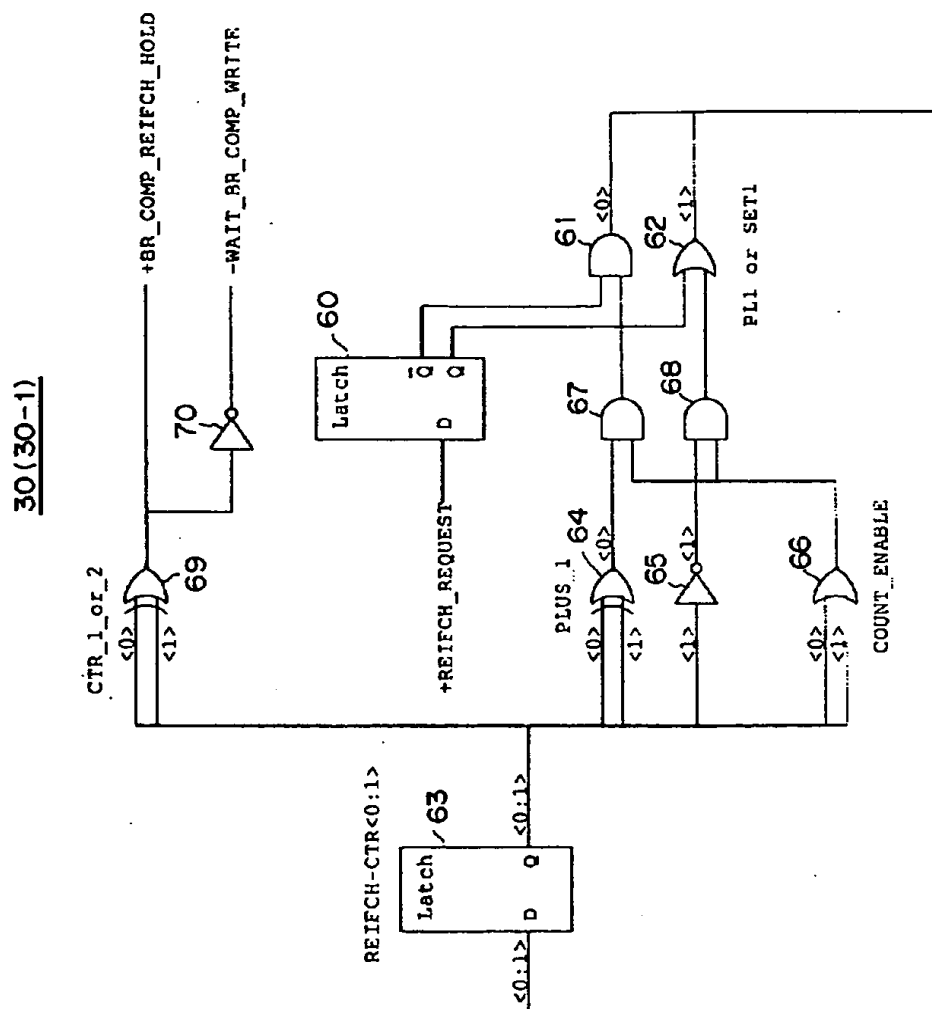 30(30-1)
+BR_COMP_REIFCH_HOLD
-WAIT_BR_COMP_WRITE
70
CTR_1_or_2
<0>
<1>
69
60
Latch
Q̅
Q
D
+REIFCH_REQUEST
61
<0>
62
<1>
PL1 or SET1
67
68
PLUS_1
64
<0>
<0>
<1>
65
<1>
<1>
66
<0>
<1>
COUNT_ENABLE
REIFCH-CTR<0:1>
63
Latch
D
Q
<0:1>
<0:1>